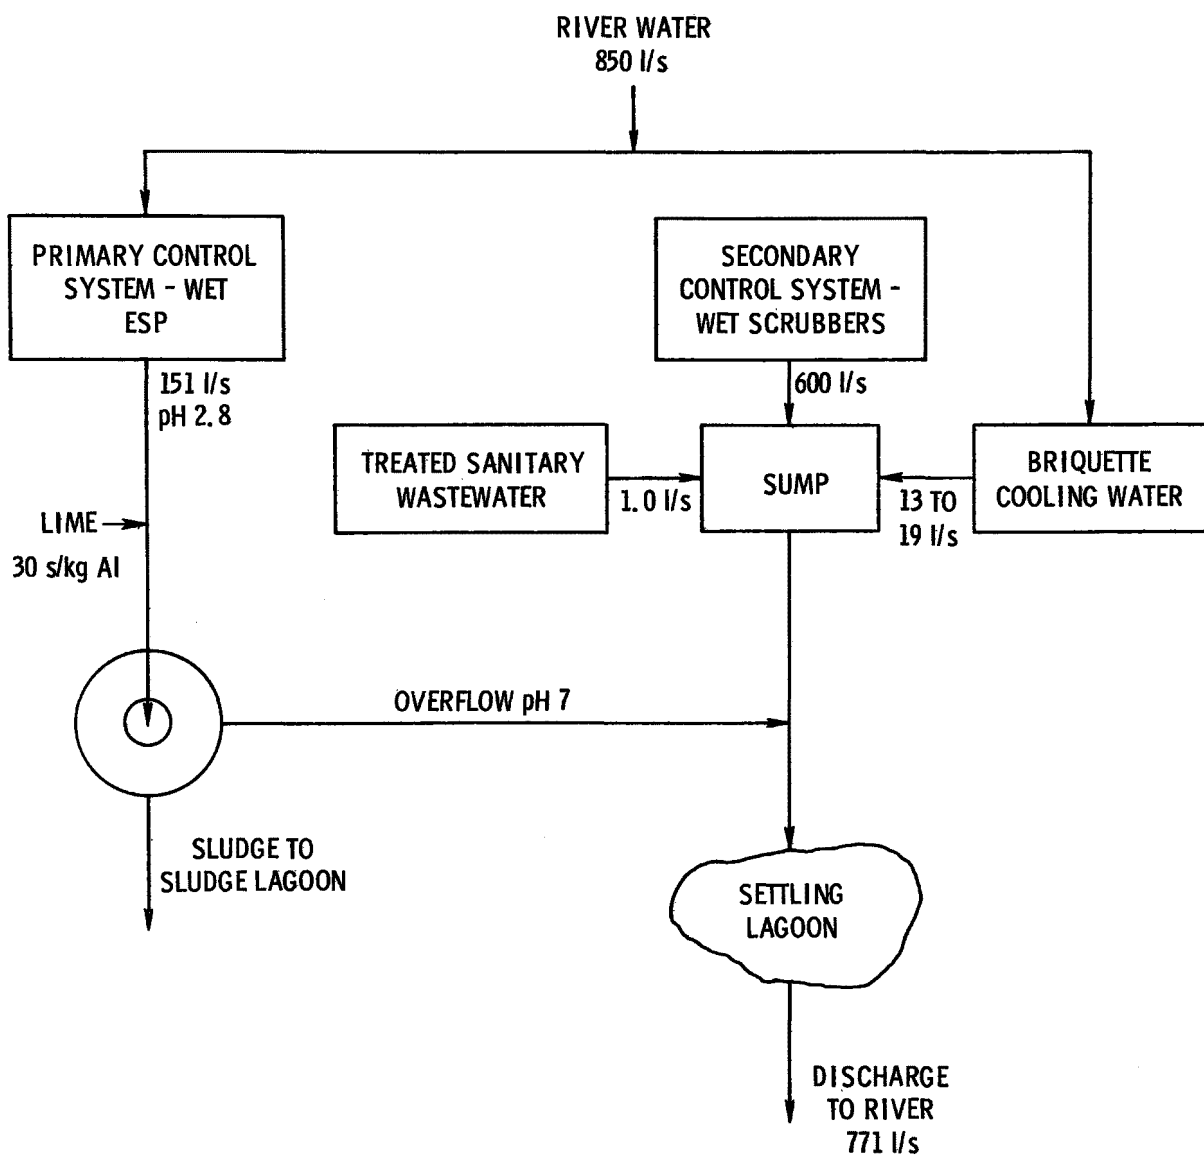 RIVER WATER
850 l/s
PRIMARY CONTROL
SYSTEM - WET
ESP
SECONDARY
CONTROL SYSTEM -
WET SCRUBBERS
151 l/s
pH 2.8
600 l/s
TREATED SANITARY
WASTEWATER
1.0 l/s
SUMP
13 TO
19 l/s
BRIQUETTE
COOLING WATER
LIME
30 s/kg Al
OVERFLOW pH 7
SLUDGE TO
SLUDGE LAGOON
SETTLING
LAGOON
DISCHARGE
TO RIVER
771 l/s